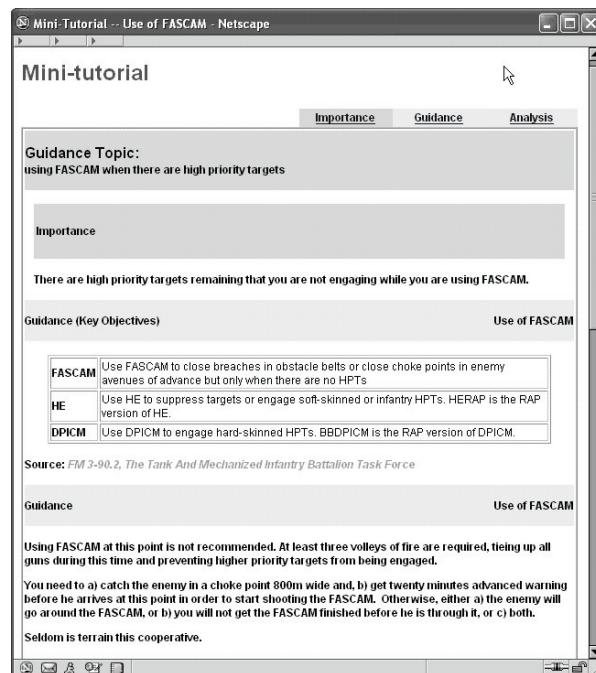 Mini-Tutorial -- Use of FASCAM - Netscape
Mini-tutorial
Importance Guidance Analysis
Guidance Topic:
using FASCAM when there are high priority targets
Importance
There are high priority targets remaining that you are not engaging while you are using FASCAM.
Guidance (Key Objectives) Use of FASCAM
FASCAM Use FASCAM to close breaches in obstacle belts or close choke points in enemy
avenues of advance but only when there are no HPTs
HE Use HE to suppress targets or engage soft-skinned or infantry HPTs. HERAP is the RAP
version of HE.
DPICM Use DPICM to engage hard-skinned HPTs. BBDPICM is the RAP version of DPICM.
Source: FM 3-90.2, The Tank And Mechanized Infantry Battalion Task Force
Guidance Use of FASCAM
Using FASCAM at this point is not recommended. At least three volleys of fire are required, tieing up all
guns during this time and preventing higher priority targets from being engaged.
You need to a) catch the enemy in a choke point 800m wide and, b) get twenty minutes advanced warning
before he arrives at this point in order to start shooting the FASCAM. Otherwise, either a) the enemy will
go around the FASCAM, or b) you will not get the FASCAM finished before he is through it, or c) both.
Seldom is terrain this cooperative.